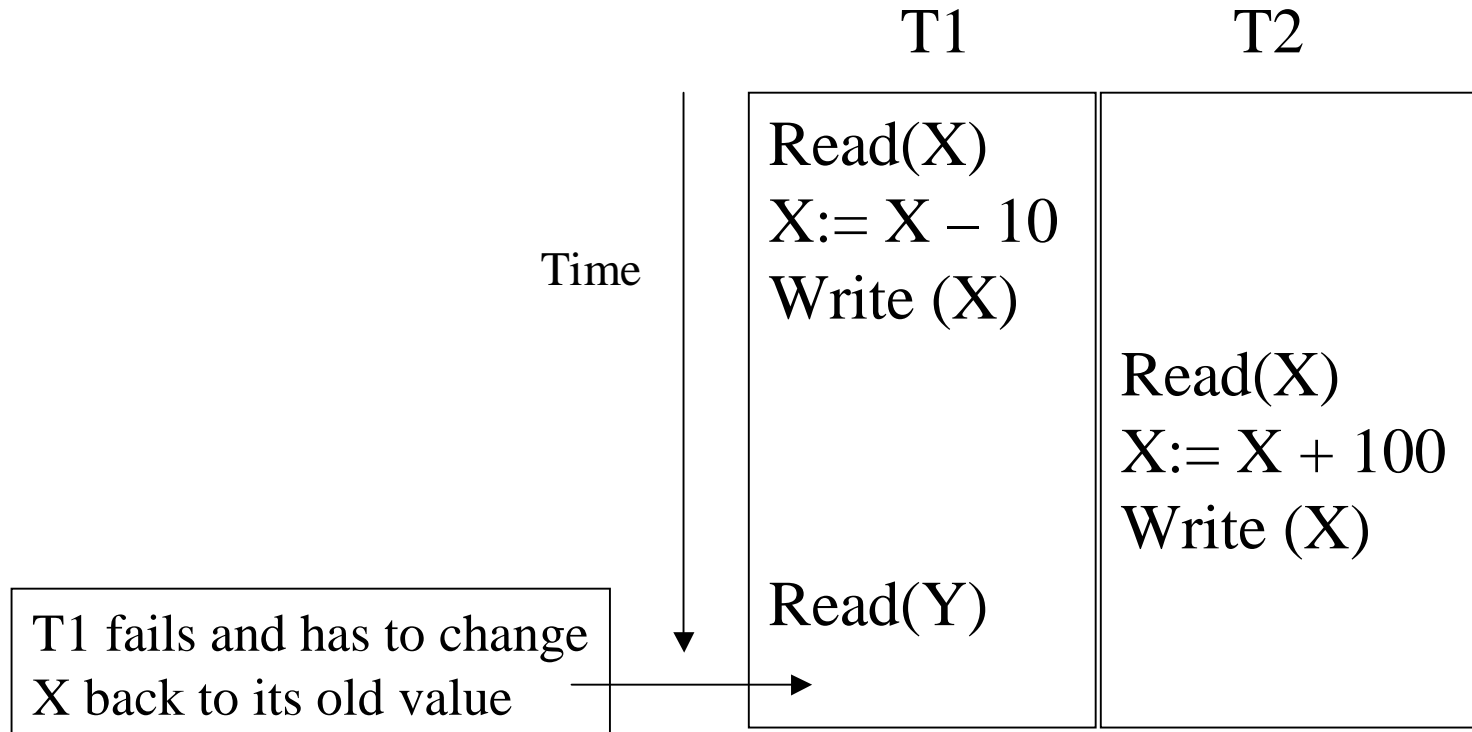 T1 T2
Read(X)
X:= X – 10
Time
Write (X)
Read(X)
X:= X + 100
Write (X)
Read(Y)
T1 fails and has to change
X back to its old value